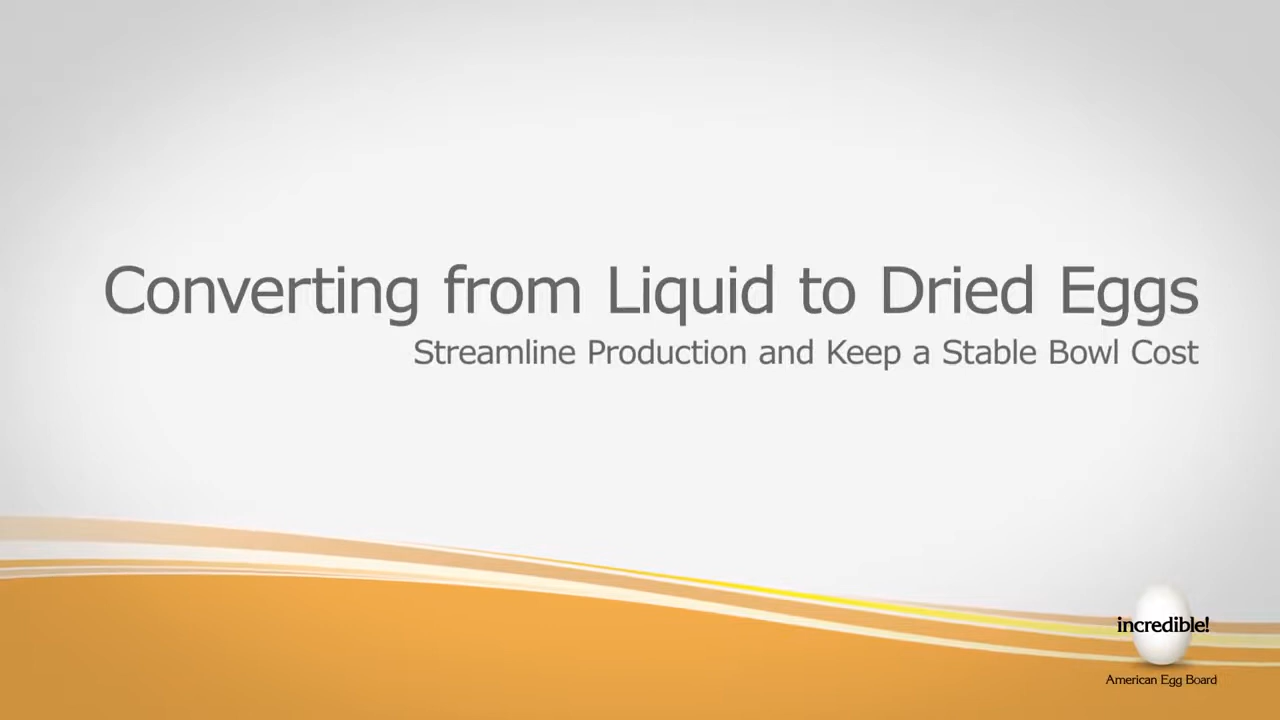 Converting from Liquid to Dried Eggs
Streamline Production and Keep a Stable Bowl Cost
incredible!
American Egg Board